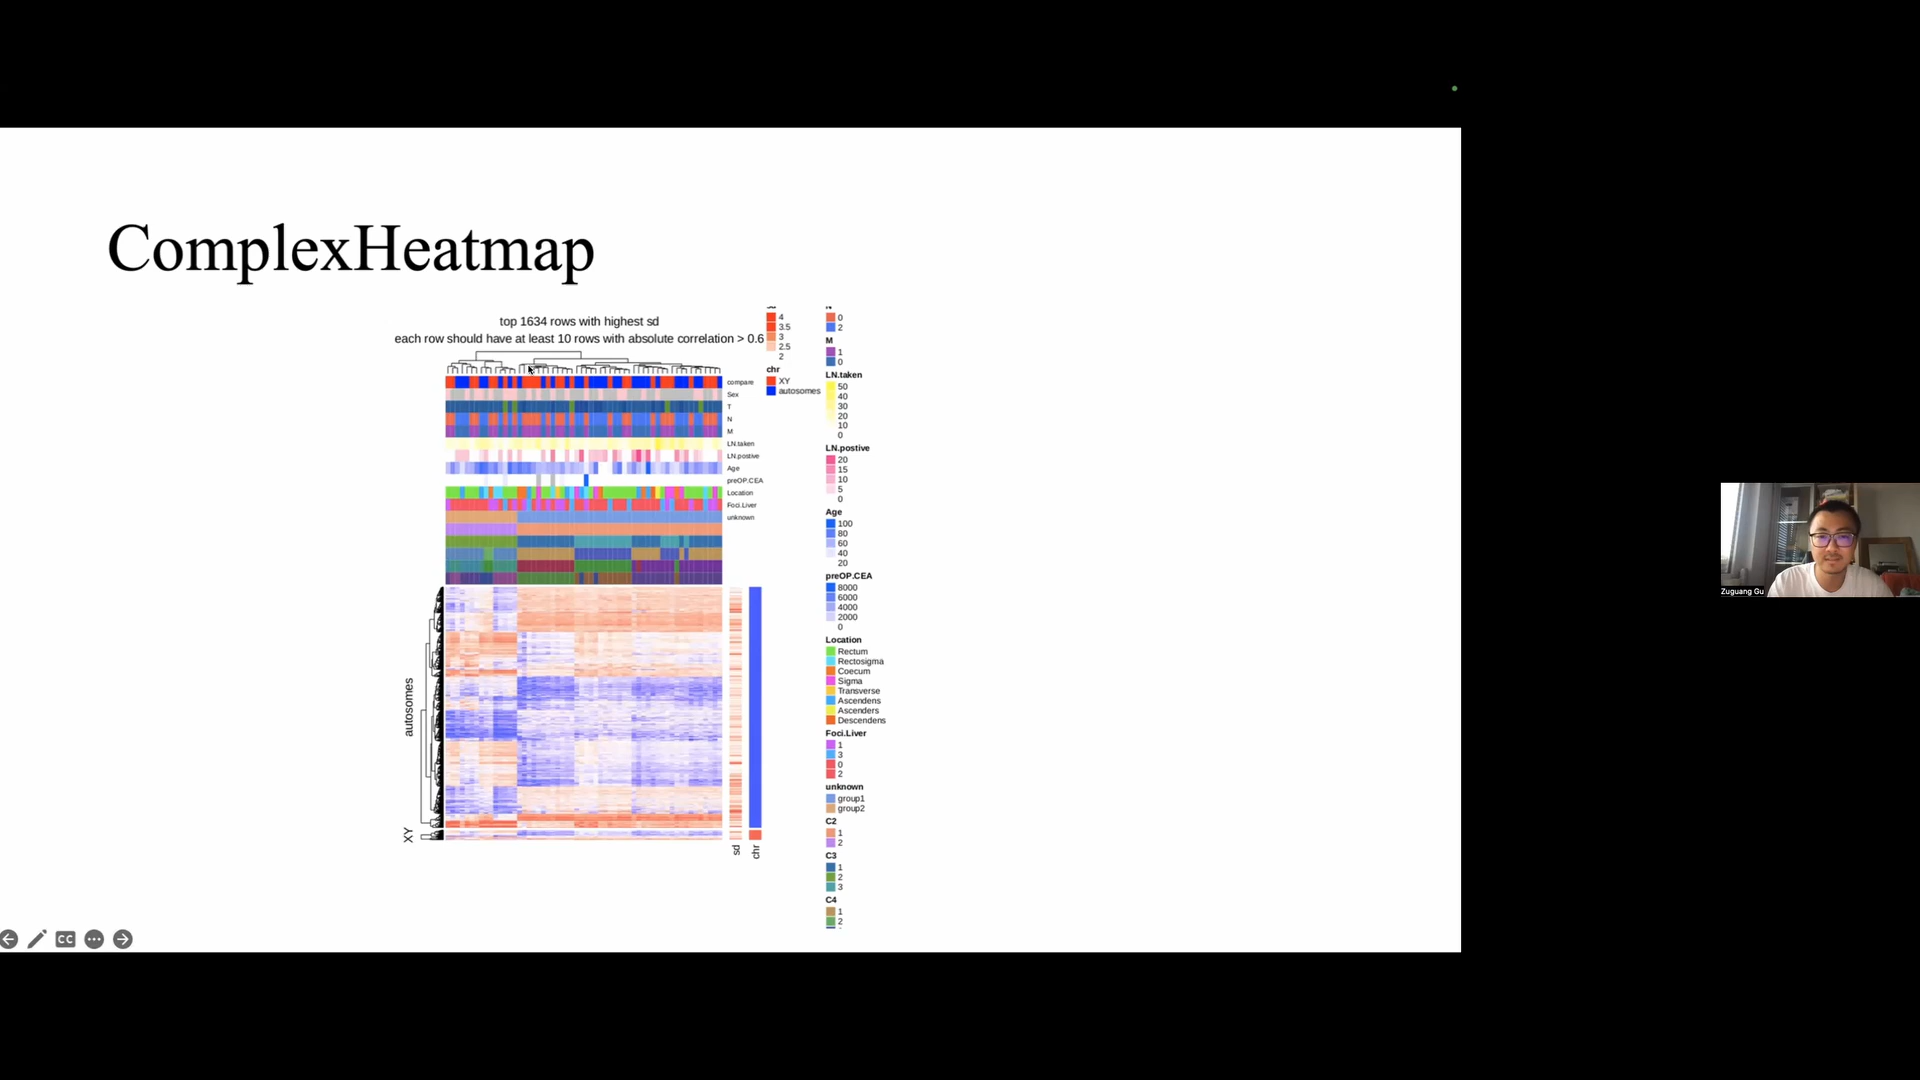 ComplexHeatmap
top 1634 rows with highest sd
each row should have at least 10 rows with absolute correlation > 0.6
compare
Sex
T
N
M
LN.taken
LN.postive
Age
preOP.CEA
Location
Foci.Liver
unknown
autosomes
XY
sd
chr
4
3.5
3
2.5
2
chr
XY
autosomes
0
2
M
1
0
LN.taken
50
40
30
20
10
0
LN.postive
20
15
10
5
0
Age
100
80
60
40
20
preOP.CEA
8000
6000
4000
2000
0
Location
Rectum
Rectosigma
Coecum
Sigma
Transverse
Ascendens
Ascenders
Descendens
Foci.Liver
1
3
0
2
unknown
group1
group2
C2
1
2
C3
1
2
3
C4
1
2
CC
Zuguang Gu